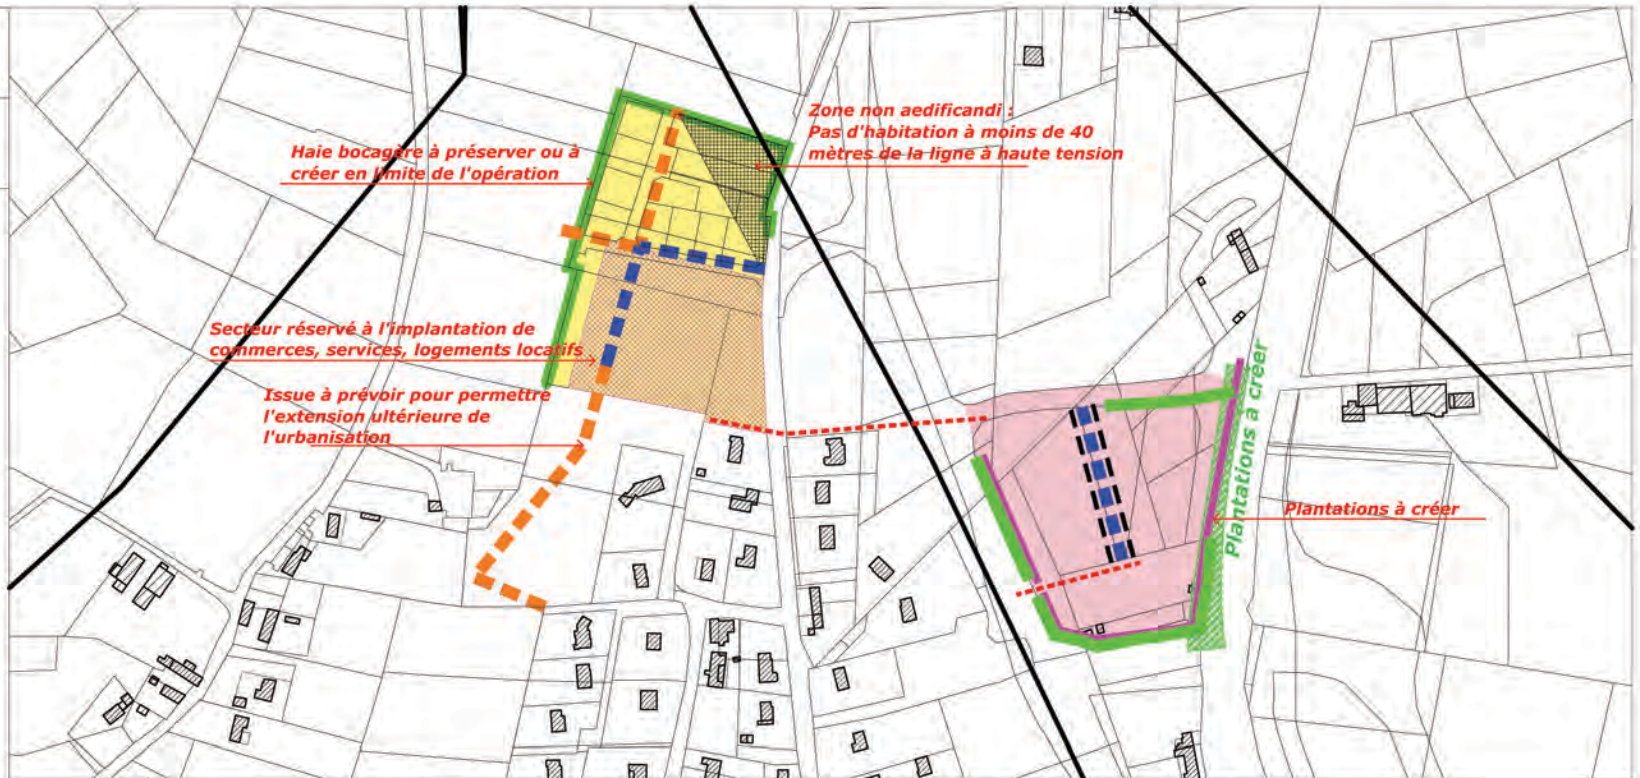 Zone non aedificandi :
Pas d'habitation à moins de 40
mètres de la ligne à haute tension
Haie bocagère à préserver ou à
créer en limite de l'opération
Secteur réservé à l'implantation de
commerces, services, logements locatifs
Issue à prévoir pour permettre
l'extension ultérieure de
l'urbanisation
Plantations à créer
Plantations à créer